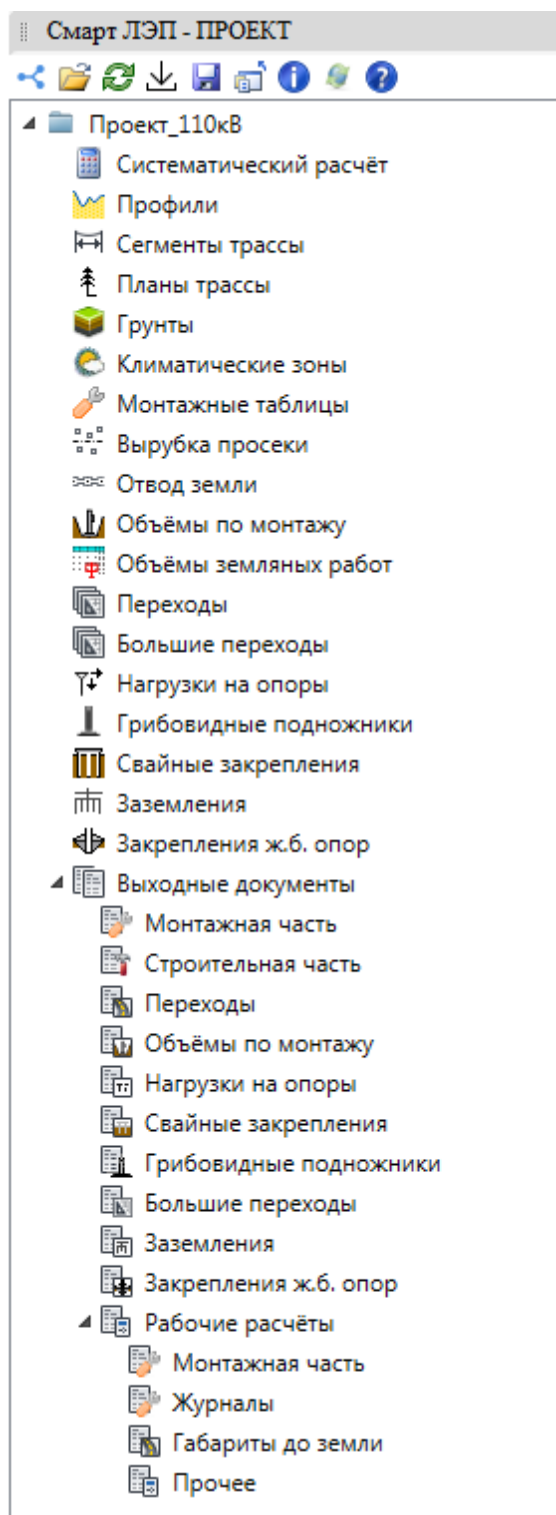 Смарт ЛЭП - ПРОЕКТ
Проект_110кВ
Систематический расчёт
Профили
Сегменты трассы
Планы трассы
Грунты
Климатические зоны
Монтажные таблицы
Вырубка просеки
Отвод земли
Объёмы по монтажу
Объёмы земляных работ
Переходы
Большие переходы
Нагрузки на опоры
Грибовидные подножники
Свайные закрепления
Заземления
Закрепления ж.б. опор
Выходные документы
Монтажная часть
Строительная часть
Переходы
Объёмы по монтажу
Нагрузки на опоры
Свайные закрепления
Грибовидные подножники
Большие переходы
Заземления
Закрепления ж.б. опор
Рабочие расчёты
Монтажная часть
Журналы
Габариты до земли
Прочее